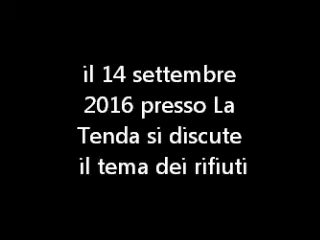 il 14 settembre
2016 presso La
Tenda si discute
il tema dei rifiuti